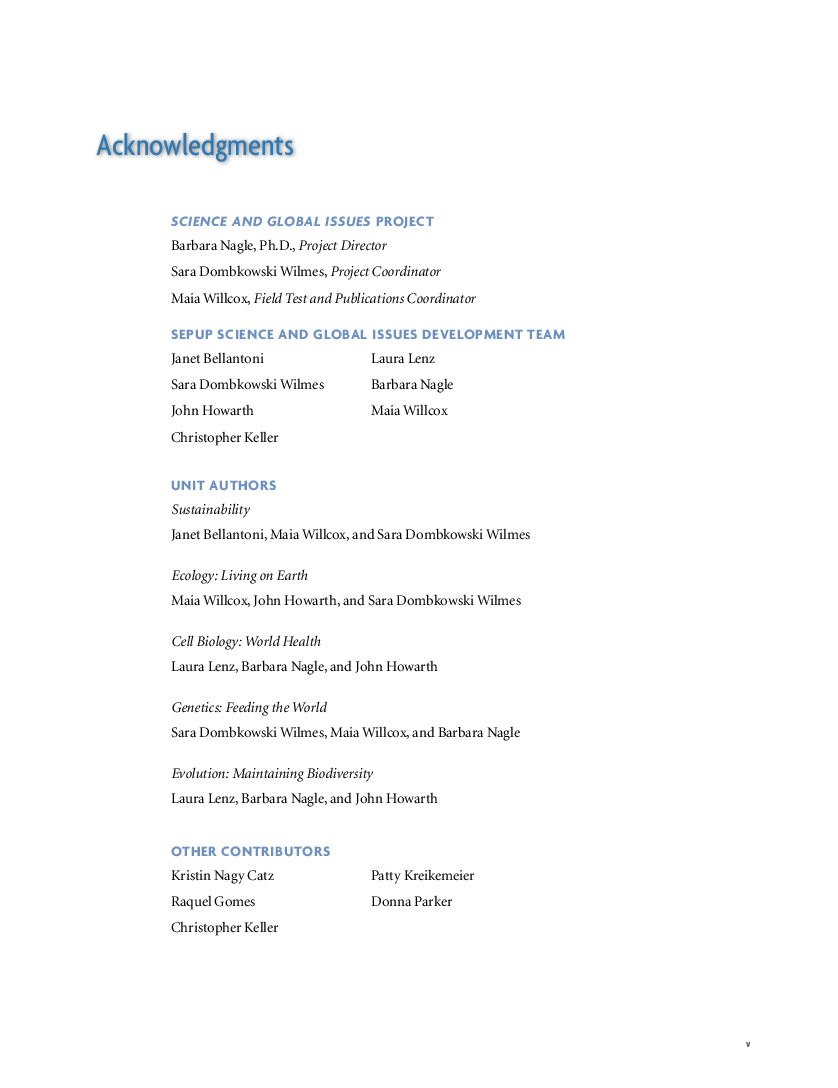 Acknowledgments
SCIENCE AND GLOBAL ISSUES PROJECT
Barbara Nagle, Ph.D., Project Director
Sara Dombkowski Wilmes, Project Coordinator
Maia Willcox, Field Test and Publications Coordinator
SEPUP SCIENCE AND GLOBAL ISSUES DEVELOPMENT TEAM
Janet Bellantoni
Sara Dombkowski Wilmes
John Howarth
Christopher Keller
Laura Lenz
Barbara Nagle
Maia Willcox
UNIT AUTHORS
Sustainability
Janet Bellantoni, Maia Willcox, and Sara Dombkowski Wilmes
Ecology: Living on Earth
Maia Willcox, John Howarth, and Sara Dombkowski Wilmes
Cell Biology: World Health
Laura Lenz, Barbara Nagle, and John Howarth
Genetics: Feeding the World
Sara Dombkowski Wilmes, Maia Willcox, and Barbara Nagle
Evolution: Maintaining Biodiversity
Laura Lenz, Barbara Nagle, and John Howarth
OTHER CONTRIBUTORS
Kristin Nagy Catz
Raquel Gomes
Christopher Keller
Patty Kreikemeier
Donna Parker
v